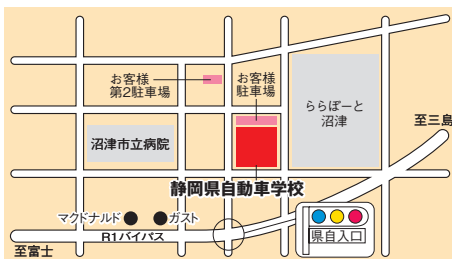 お客様
第2駐車場
お客様
駐車場
ららぽーと
沼津
至三島
沼津市立病院
静岡県自動車学校
マクドナルド
ガスト
R1バイパス
県自入口
至富士